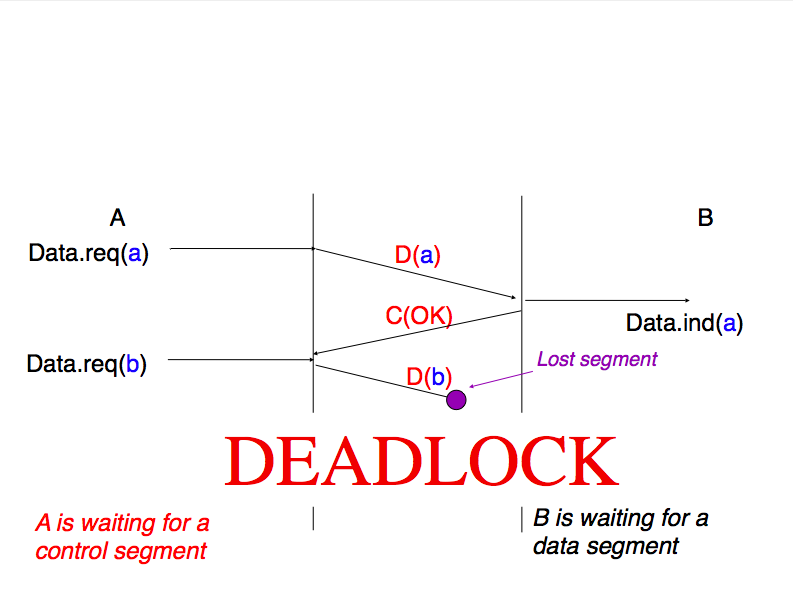 A
B
Data.req(a)
D(a)
C(OK)
Data.ind(a)
Data.req(b)
D(b)
Lost segment
DEADLOCK
A is waiting for a
control segment
B is waiting for a
data segment